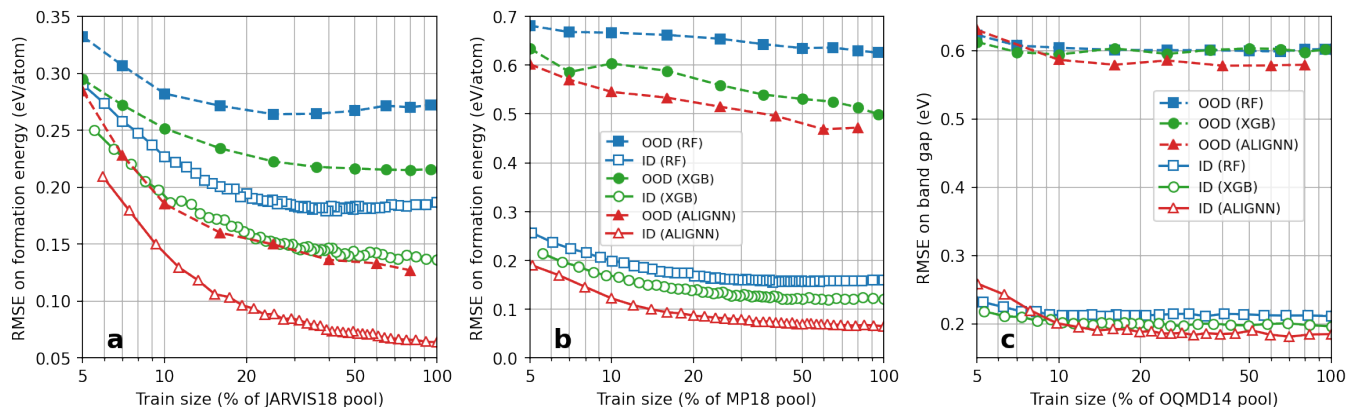 0.35
0.30
0.25
0.20
0.15
0.10
0.05
RMSE on formation energy (eV/atom)
a
5
10
20
50
100
Train size (% of JARVIS18 pool)
0.7
0.6
0.5
0.4
0.3
0.2
0.1
0.0
RMSE on formation energy (eV/atom)
OOD (RF)
ID (RF)
OOD (XGB)
ID (XGB)
OOD (ALIGNN)
ID (ALIGNN)
b
5
10
20
50
100
Train size (% of MP18 pool)
0.6
0.5
0.4
0.3
0.2
RMSE on band gap (eV)
OOD (RF)
OOD (XGB)
OOD (ALIGNN)
ID (RF)
ID (XGB)
ID (ALIGNN)
c
5
10
20
50
100
Train size (% of OQMD14 pool)